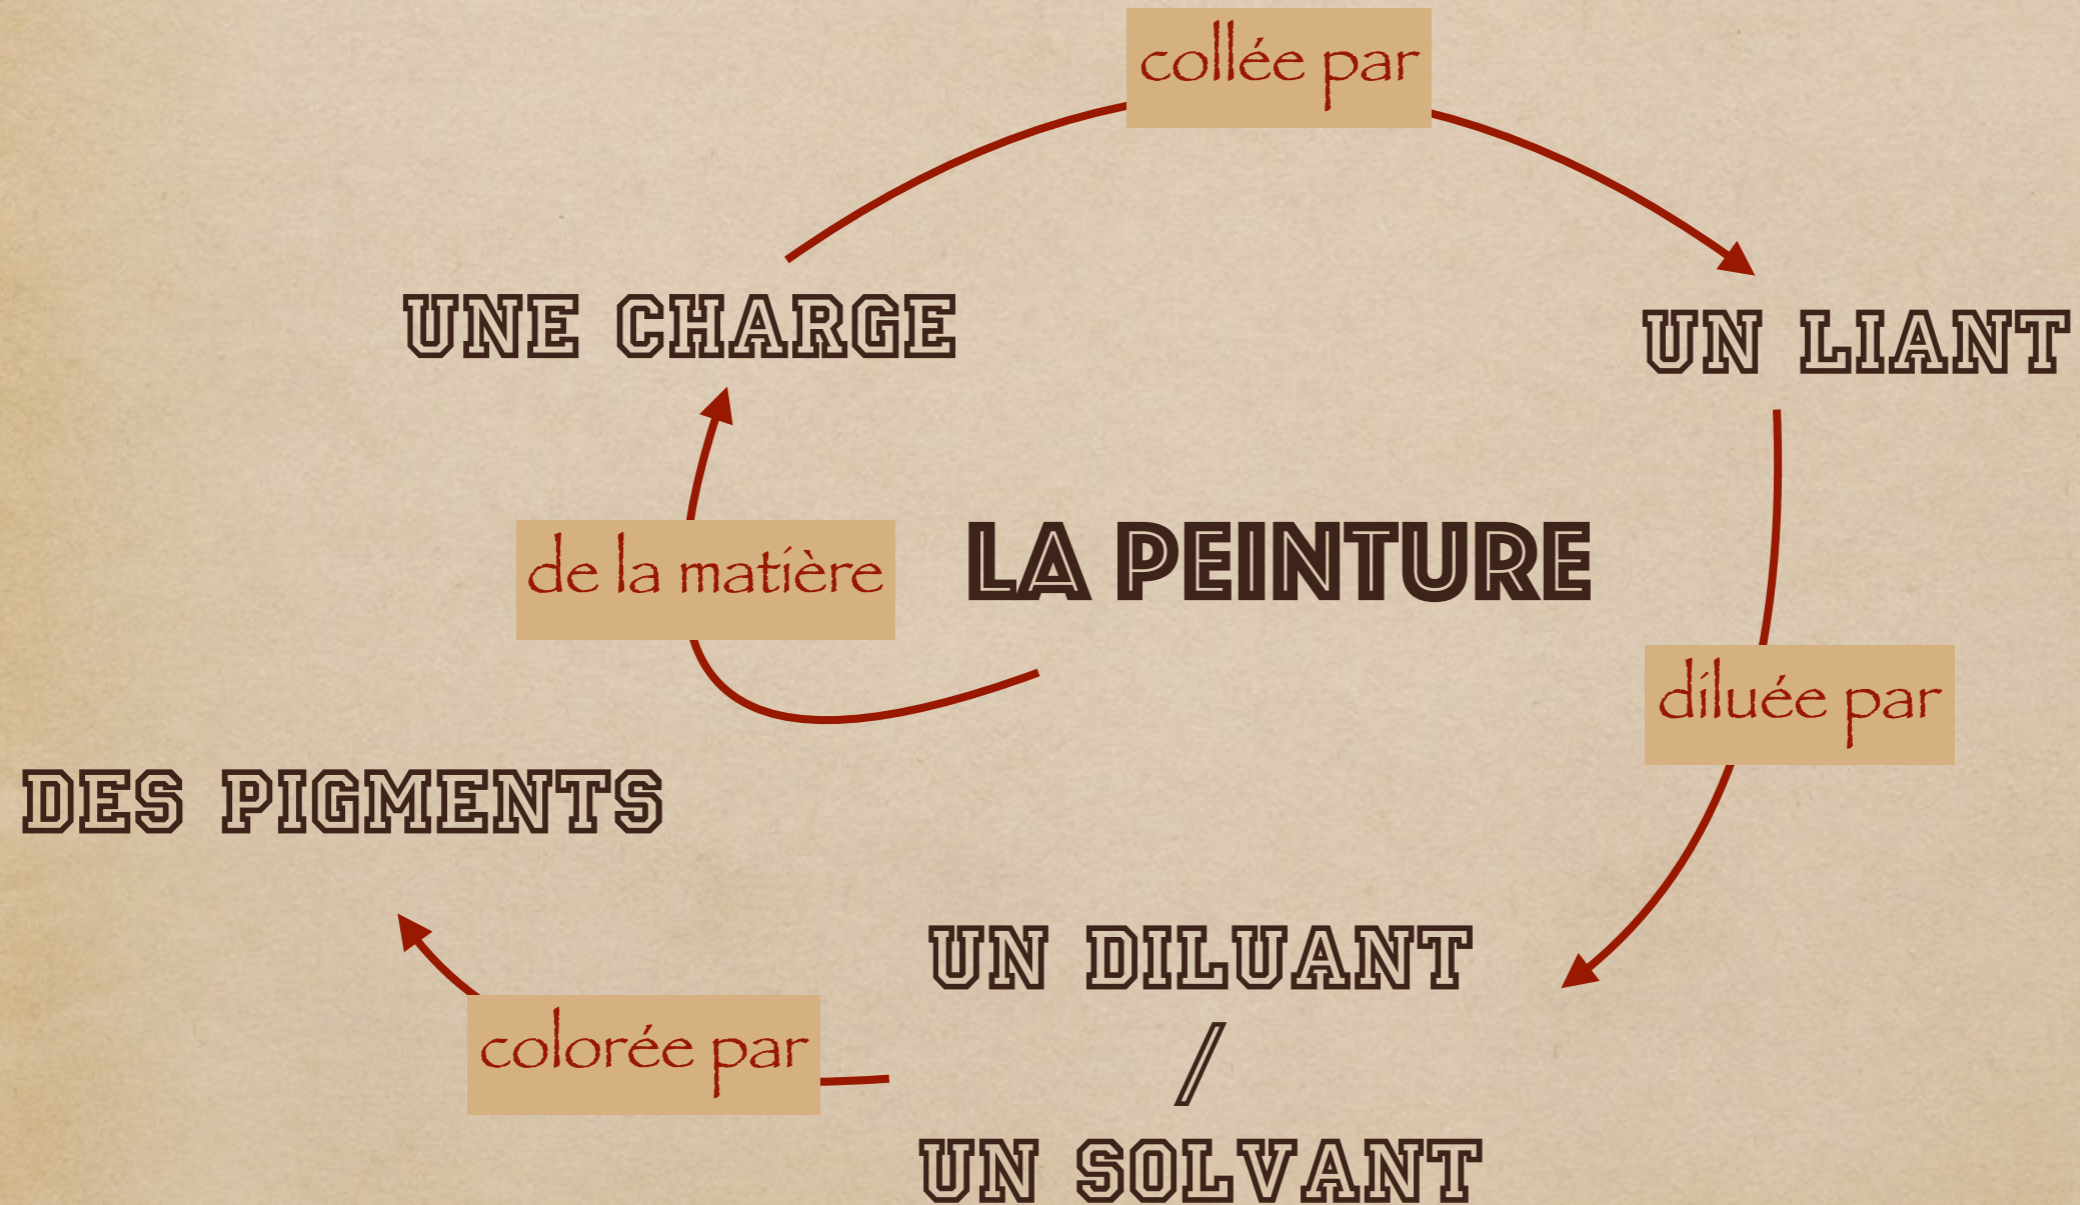 collée par
UNE CHARGE
UN LIANT
de la matière
LA PEINTURE
diluée par
DES PIGMENTS
UN DILUANT
/
UN SOLVANT
colorée par